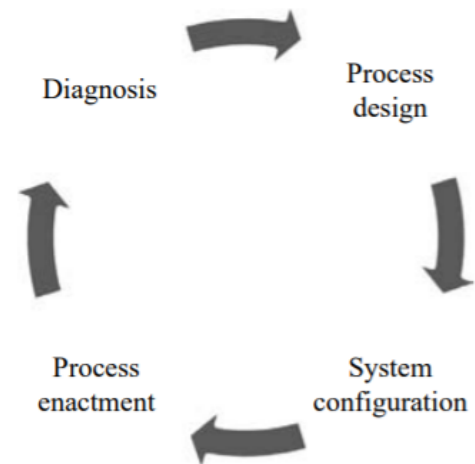 Diagnosis
Process
design
System
configuration
Process
enactment